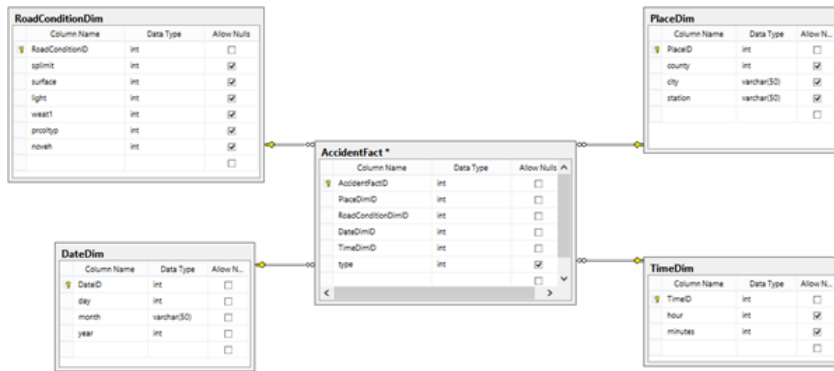 RoadConditionDim
Column Name Data Type Allow Nulls
RoadConditionID int
splimit int
surface int
light int
weat1 int
prcoltyp int
noveh int
PlaceDim
Column Name Data Type Allow N...
PlaceID int
county int
city varchar(50)
station varchar(50)
AccidentFact *
Column Name Data Type Allow Nulls
AccidentFactID int
PlaceDimID int
RoadConditionDimID int
DateDimID int
TimeDimID int
type int
DateDim
Column Name Data Type Allow N...
DateID int
day int
month varchar(50)
year int
TimeDim
Column Name Data Type Allow N...
TimeID int
hour int
minutes int